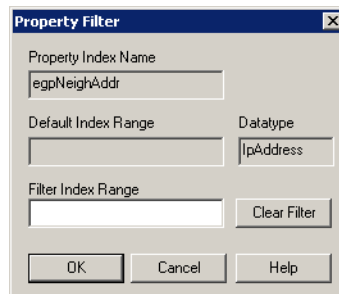 Property Filter
Property Index Name
egpNeighAddr
Default Index Range
Datatype
IpAddress
Filter Index Range
Clear Filter
OK
Cancel
Help